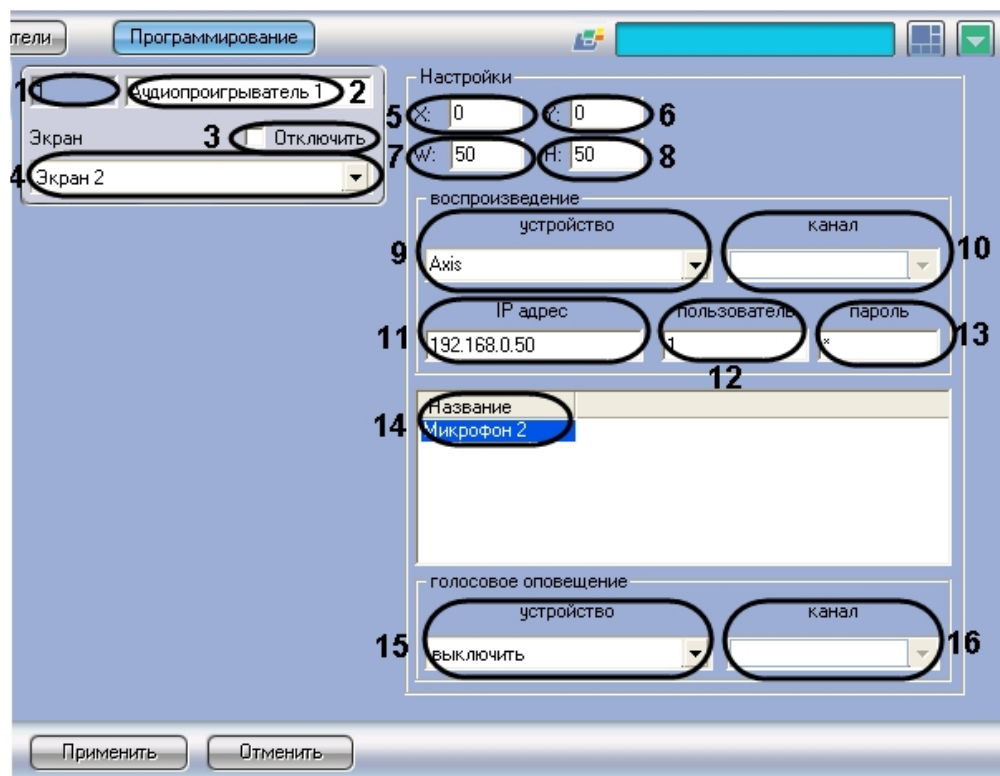 тели Программирование
1 1 Аудиопроигрыватель 1 2
Экран 3 Отключить
4 Экран 2
Настройки
5 X: 0 Y: 0 6
7 W: 50 H: 50 8
воспроизведение
устройство канал
9 Axis 10
IP адрес пользователь пароль
11 192.168.0.50 1 * 13
12
Название
14 Микрофон 2
голосовое оповещение
устройство канал
15 выключить 16
Применить Отменить